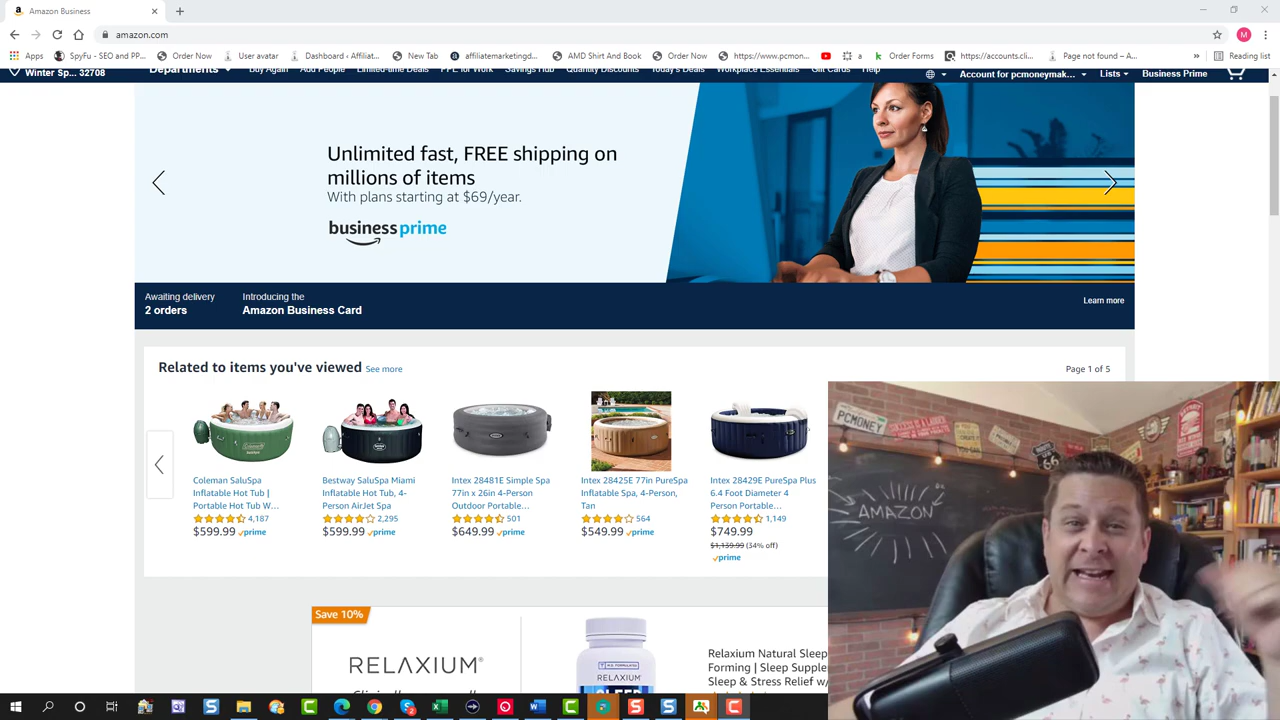 Amazon Business
amazon.com
Apps
SpyFu - SEO and PP...
Order Now
User avatar
Dashboard ‹ Affiliat...
New Tab
affiliatemarketingd...
AMD Shirt And Book
Order Now
https://www.pcmon...
a
Order Forms
https://accounts.cli...
Page not found – A...
»
Reading list
M
Winter Sp... 32708
Departments
Buy Again
Add People
Limited-time Deals
PPE for Work
Savings Hub
Quantity Discounts
Today's Deals
Workplace Essentials
Gift Cards
Help
Account for pcmoneymak...
Lists
Business Prime
Unlimited fast, FREE shipping on
millions of items
With plans starting at $69/year.
business prime
Awaiting delivery
2 orders
Introducing the
Amazon Business Card
Learn more
Related to items you've viewed See more
Page 1 of 5
Coleman SaluSpa
Inflatable Hot Tub |
Portable Hot Tub W...
4,187
$599.99 prime
Bestway SaluSpa Miami
Inflatable Hot Tub, 4-
Person AirJet Spa
2,295
$599.99 prime
Intex 28481E Simple Spa
77in x 26in 4-Person
Outdoor Portable...
501
$649.99 prime
Intex 28425E 77in PureSpa
Inflatable Spa, 4-Person,
Tan
564
$549.99 prime
Intex 28429E PureSpa Plus
6.4 Foot Diameter 4
Person Portable...
1,149
$749.99
$1,139.99 (34% off)
prime
PCMONEY
AMAZON
66
Save 10%
RELAXIUM®
RELAXIUM
SLEEP
Relaxium Natural Sleep
Forming | Sleep Supple
Sleep & Stress Relief w/